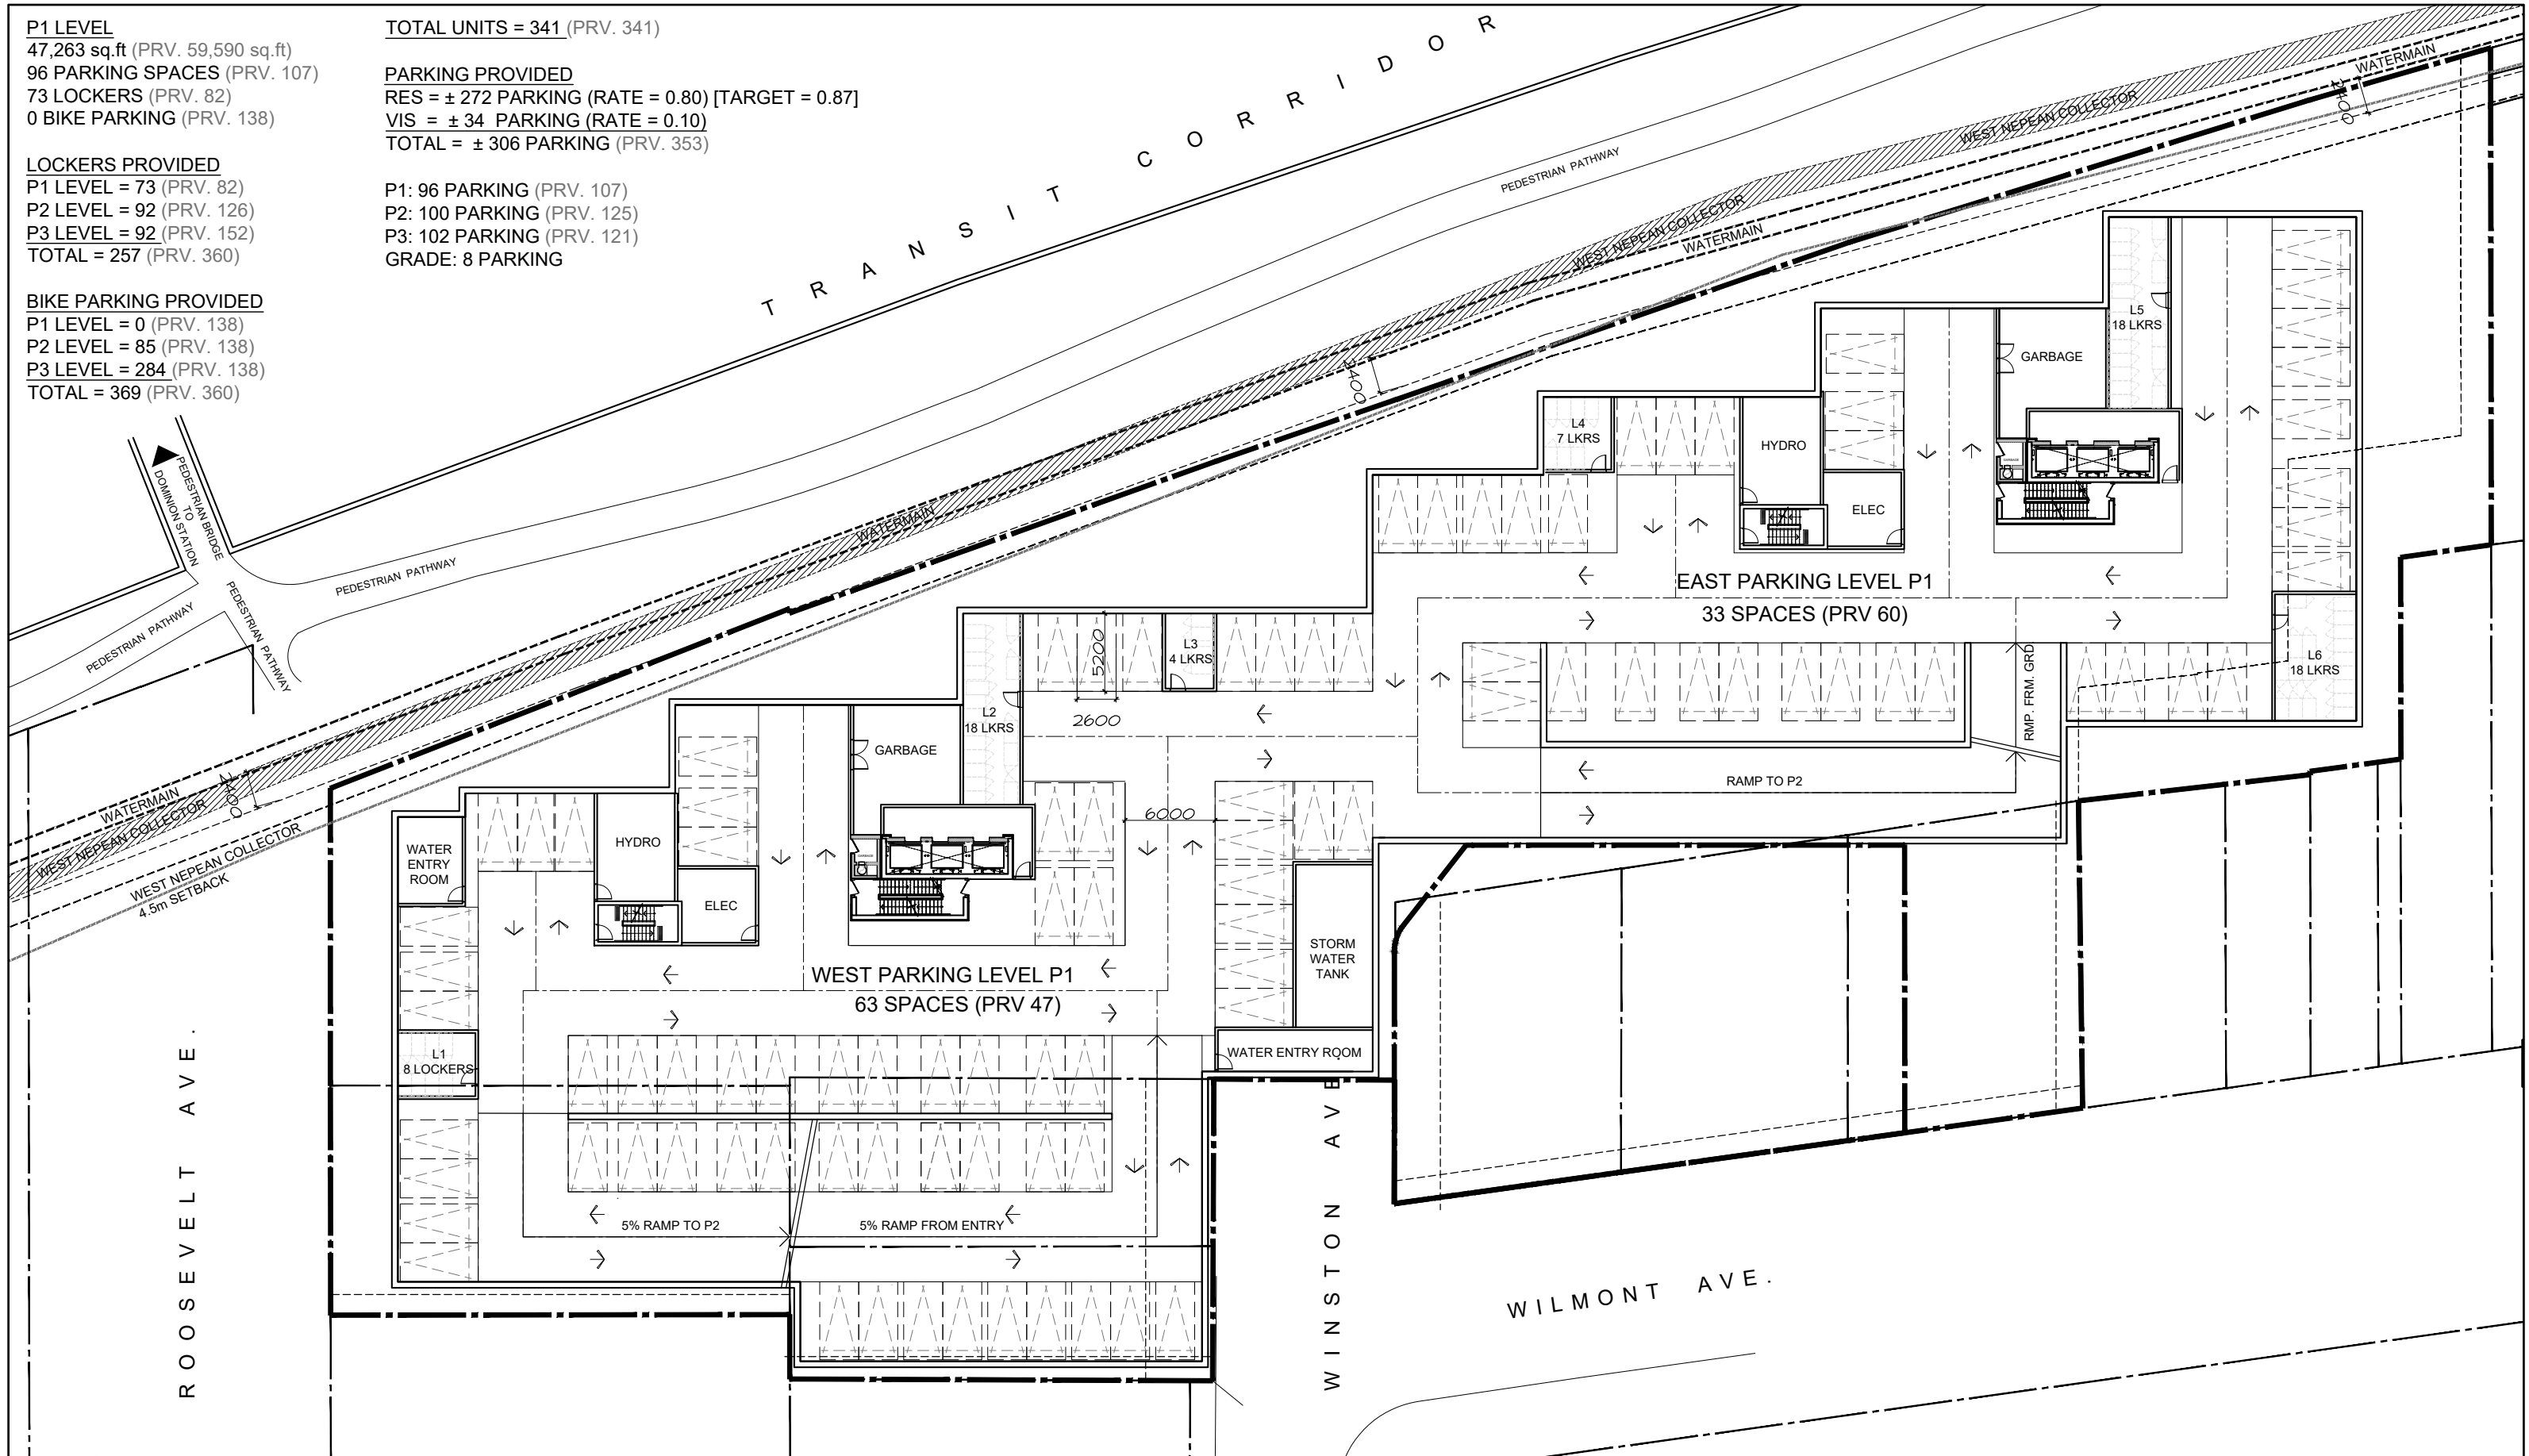 P1 LEVEL
47,263 sq.ft (PRV. 59,590 sq.ft)
96 PARKING SPACES (PRV. 107)
73 LOCKERS (PRV. 82)
0 BIKE PARKING (PRV. 138)
LOCKERS PROVIDED
P1 LEVEL = 73 (PRV. 82)
P2 LEVEL = 92 (PRV. 126)
P3 LEVEL = 92 (PRV. 152)
TOTAL = 257 (PRV. 360)
BIKE PARKING PROVIDED
P1 LEVEL = 0 (PRV. 138)
P2 LEVEL = 85 (PRV. 138)
P3 LEVEL = 284 (PRV. 138)
TOTAL = 369 (PRV. 360)
TOTAL UNITS = 341 (PRV. 341)
PARKING PROVIDED
RES = ± 272 PARKING (RATE = 0.80) [TARGET = 0.87]
VIS = ± 34 PARKING (RATE = 0.10)
TOTAL = ± 306 PARKING (PRV. 353)
P1: 96 PARKING (PRV. 107)
P2: 100 PARKING (PRV. 125)
P3: 102 PARKING (PRV. 121)
GRADE: 8 PARKING
TRANSIT CORRIDOR
WATERMAIN
WEST NEPEAN COLLECTOR
2400
PEDESTRIAN PATHWAY
WEST NEPEAN COLLECTOR
WATERMAIN
2400
WATERMAIN
PEDESTRIAN BRIDGE
TO
DOMINION STATION
PEDESTRIAN PATHWAY
PEDESTRIAN PATHWAY
PEDESTRIAN PATHWAY
WATERMAIN
WEST NEPEAN COLLECTOR
2400
WEST NEPEAN COLLECTOR
4.5m SETBACK
L5
18 LKRS
GARBAGE
L4
7 LKRS
HYDRO
ELEC
EAST PARKING LEVEL P1
33 SPACES (PRV 60)
L6
18 LKRS
RMP. FRM. GRD
RAMP TO P2
L3
4 LKRS
5200
2600
L2
18 LKRS
GARBAGE
6000
HYDRO
ELEC
WATER
ENTRY
ROOM
STORM
WATER
TANK
WEST PARKING LEVEL P1
63 SPACES (PRV 47)
WATER ENTRY ROOM
L1
8 LOCKERS
5% RAMP TO P2
5% RAMP FROM ENTRY
ROOSEVELT AVE.
WINSTON AVE
WILMONT AVE.